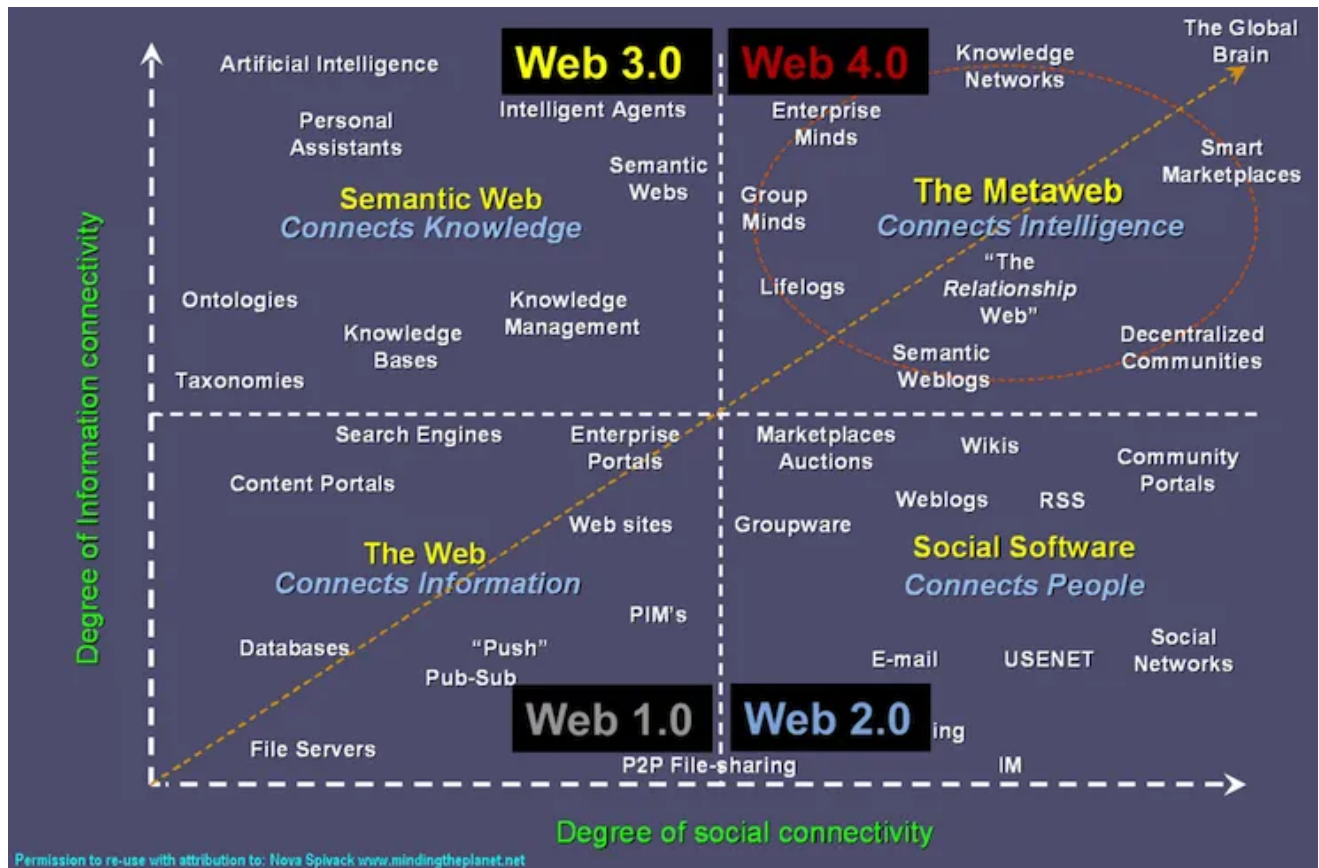 The Global
Brain
Web 3.0
Web 4.0
Artificial Intelligence
Knowledge
Networks
Intelligent Agents
Enterprise
Minds
Personal
Assistants
Smart
Marketplaces
Semantic
Webs
Semantic Web
Connects Knowledge
Group
Minds
The Metaweb
Connects Intelligence
“The
Relationship
Web”
Lifelogs
Ontologies
Knowledge
Management
Knowledge
Bases
Decentralized
Communities
Semantic
Weblogs
Taxonomies
Degree of Information connectivity
Search Engines
Enterprise
Portals
Marketplaces
Auctions
Wikis
Community
Portals
Content Portals
Weblogs
RSS
Web sites
Groupware
The Web
Connects Information
Social Software
Connects People
PIM's
Databases
“Push”
Pub-Sub
E-mail
USENET
Social
Networks
Web 1.0
Web 2.0
ing
File Servers
P2P File-sharing
IM
Degree of social connectivity
Permission to re-use with attribution to: Nova Spivack www.mindingtheplanet.net